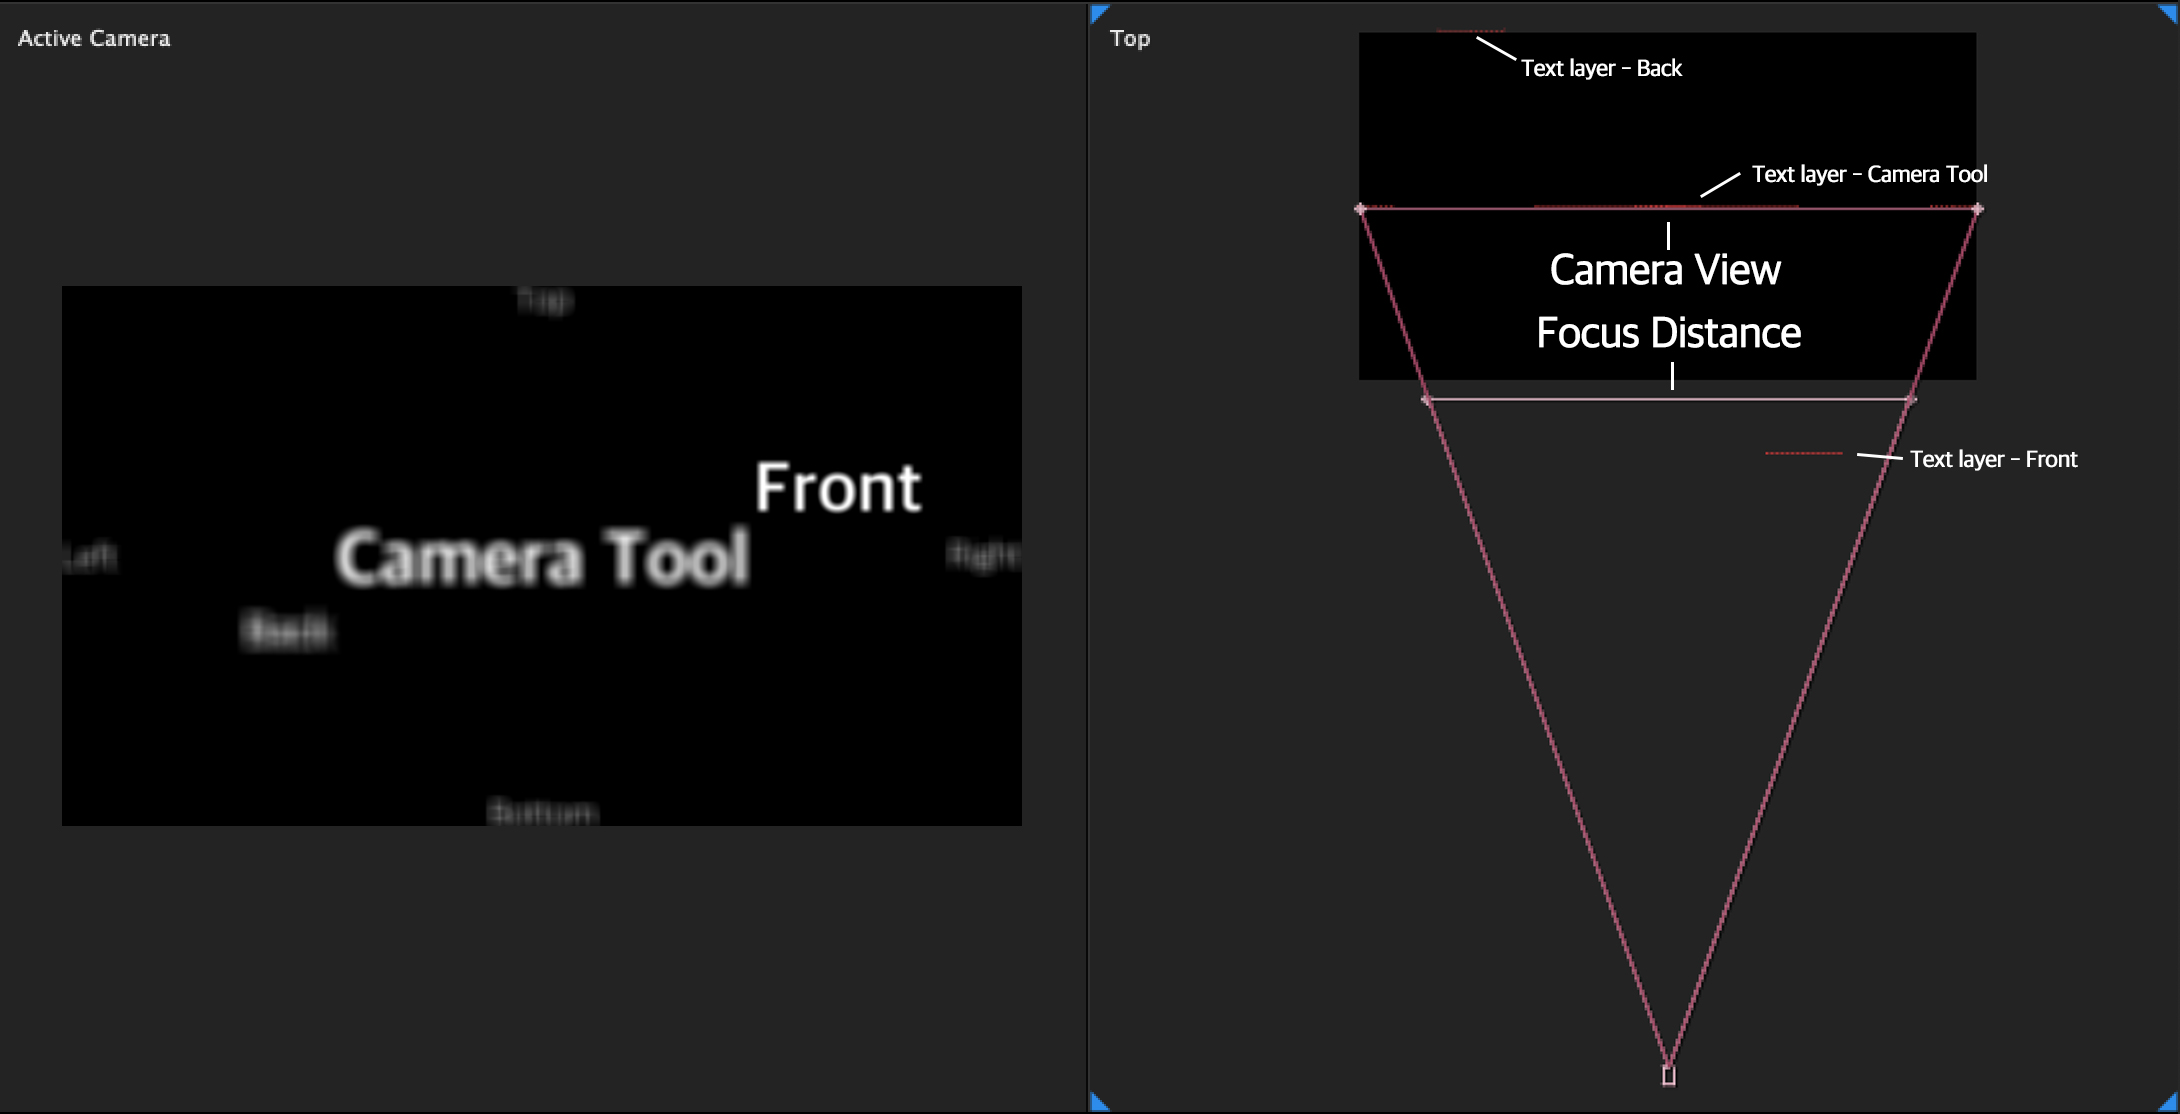 Active Camera
Top
Front
Camera Tool
Left
Right
Back
Bottom
Top
Text layer - Back
Text layer - Camera Tool
Camera View
Focus Distance
Text layer - Front